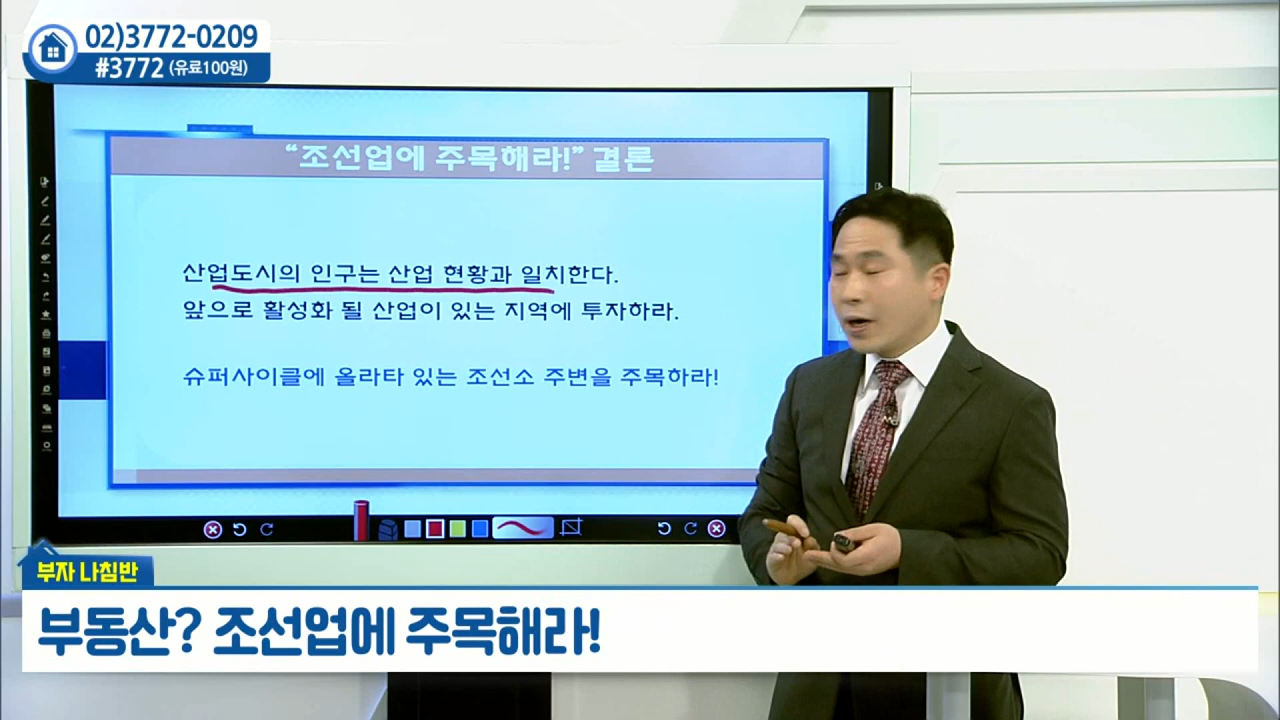 02)3772-0209
#3772 (유료100원)
“조선업에 주목해라!” 결론
산업도시의 인구는 산업 현황과 일치한다.
앞으로 활성화 될 산업이 있는 지역에 투자하라.
슈퍼사이클에 올라타 있는 조선소 주변을 주목하라!
부자 나침반
부동산? 조선업에 주목해라!